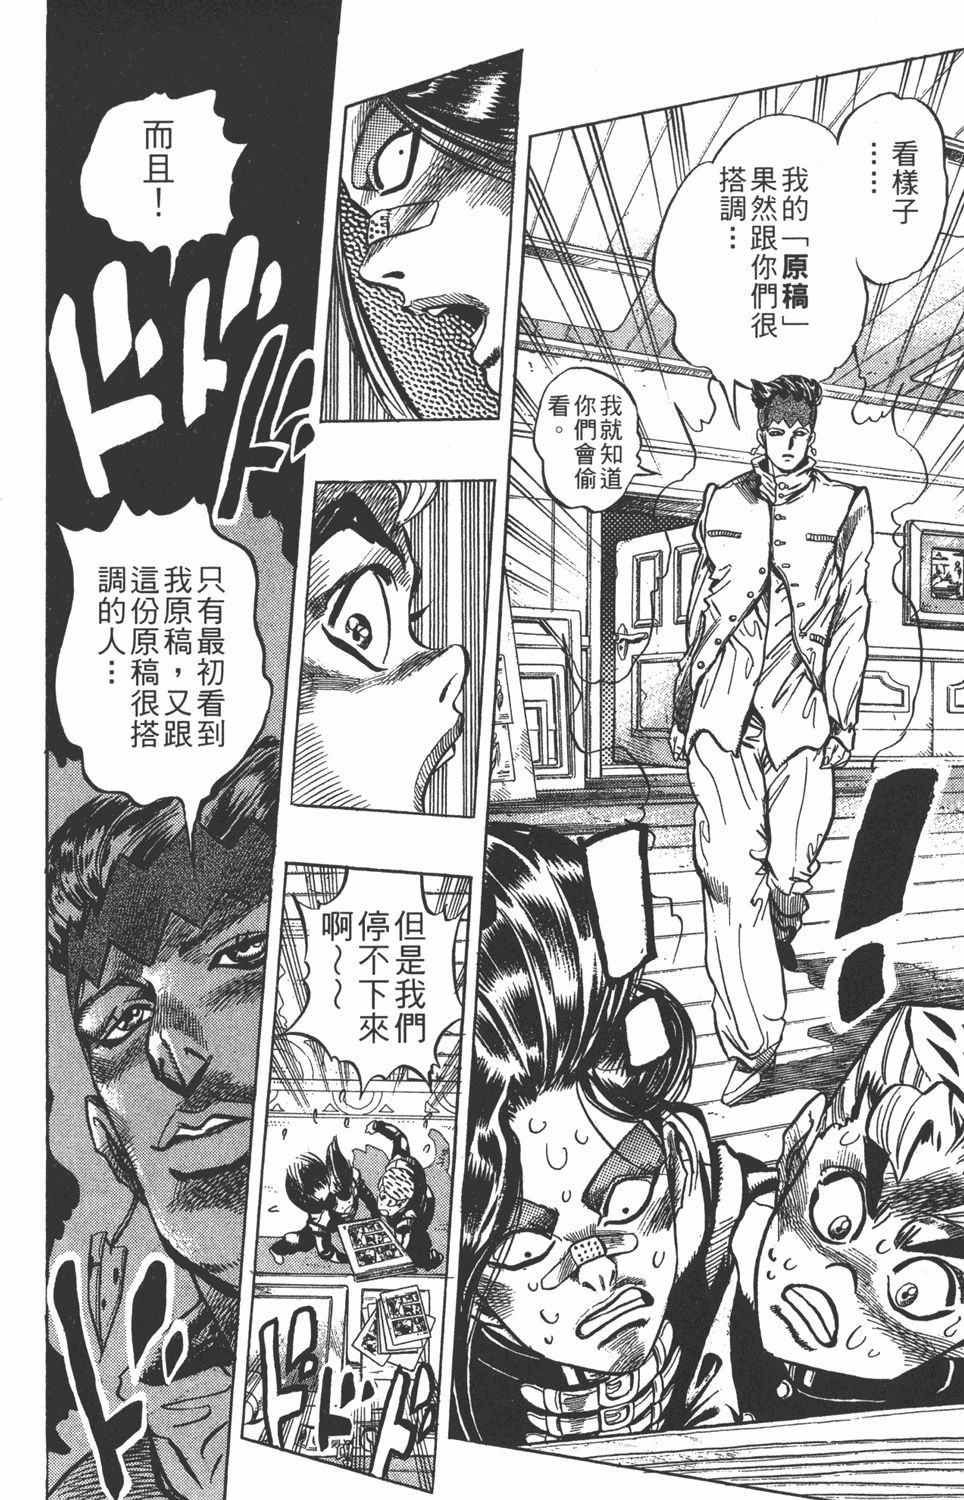 看樣子
……
我的「原稿」
果然跟你們很
搭調…
我就知道
你們會偷
看。
但是我們
停不下來
啊～～
而且！
ドドド
只有最初看到
我原稿，又跟
這份原稿很搭
調的人…
ドドド
ドド